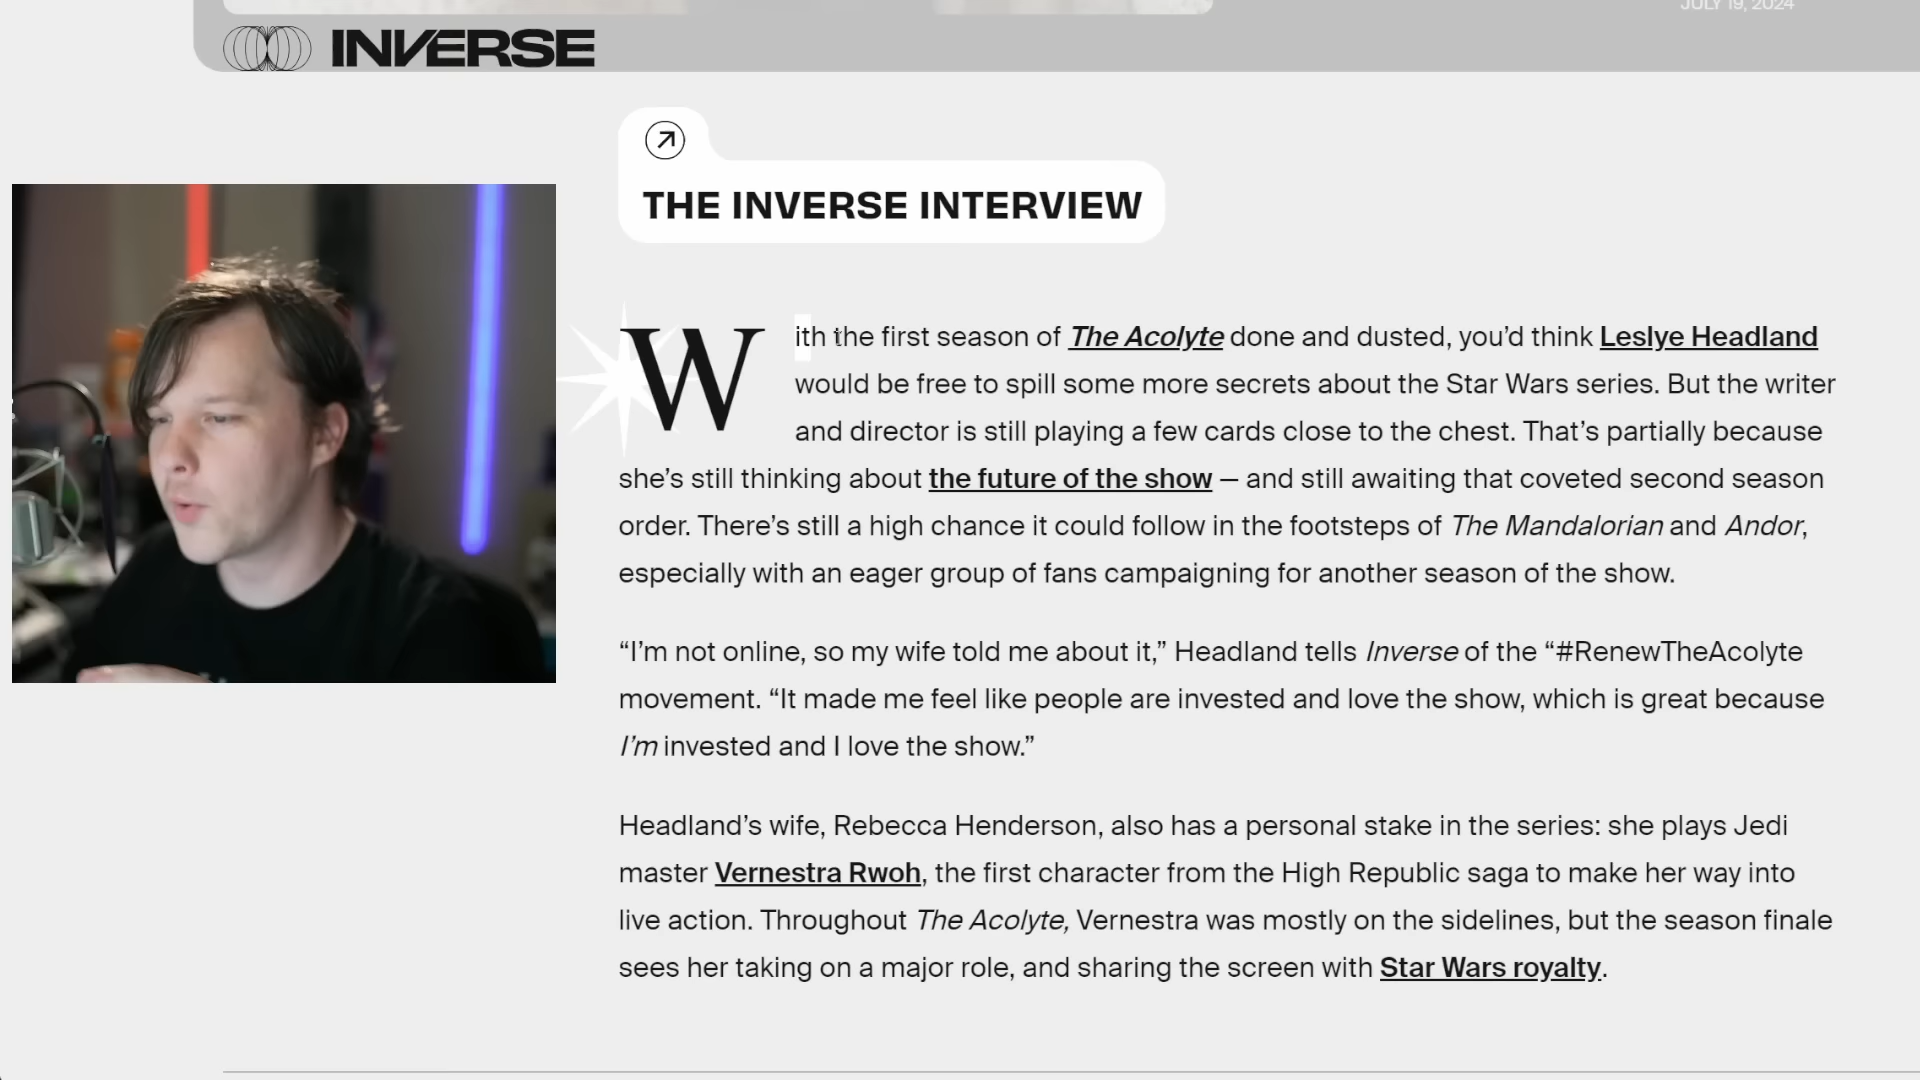 JULY 19, 2024
INVERSE
THE INVERSE INTERVIEW
With the first season of The Acolyte done and dusted, you’d think Leslye Headland
would be free to spill some more secrets about the Star Wars series. But the writer
and director is still playing a few cards close to the chest. That’s partially because
she’s still thinking about the future of the show — and still awaiting that coveted second season
order. There’s still a high chance it could follow in the footsteps of The Mandalorian and Andor,
especially with an eager group of fans campaigning for another season of the show.
“I’m not online, so my wife told me about it,” Headland tells Inverse of the “#RenewTheAcolyte
movement. “It made me feel like people are invested and love the show, which is great because
I’m invested and I love the show.”
Headland’s wife, Rebecca Henderson, also has a personal stake in the series: she plays Jedi
master Vernestra Rwoh, the first character from the High Republic saga to make her way into
live action. Throughout The Acolyte, Vernestra was mostly on the sidelines, but the season finale
sees her taking on a major role, and sharing the screen with Star Wars royalty.